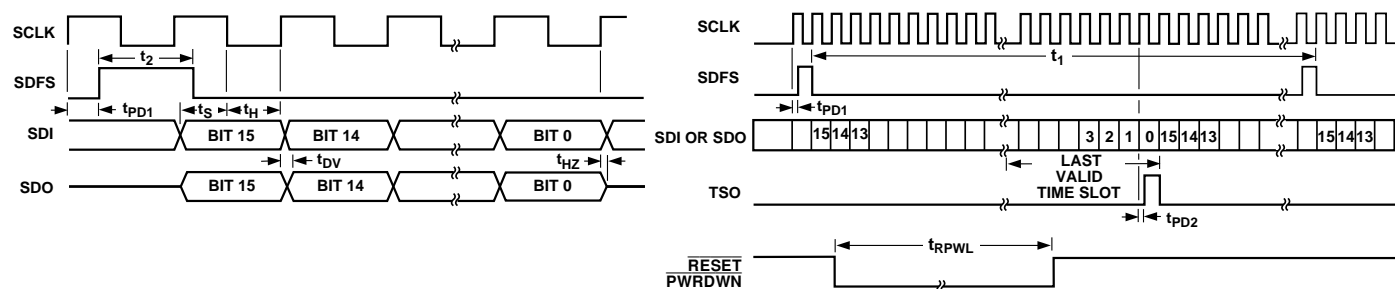 SCLK
t2
SDFS
tPD1
tS
tH
SDI
BIT 15
BIT 14
BIT 0
tDV
tHZ
SDO
BIT 15
BIT 14
BIT 0
SCLK
t1
SDFS
tPD1
SDI OR SDO
15 14 13
3 2 1 0 15 14 13
15 14 13
LAST
VALID
TIME SLOT
TSO
tPD2
tRPWL
RESET
PWRDWN